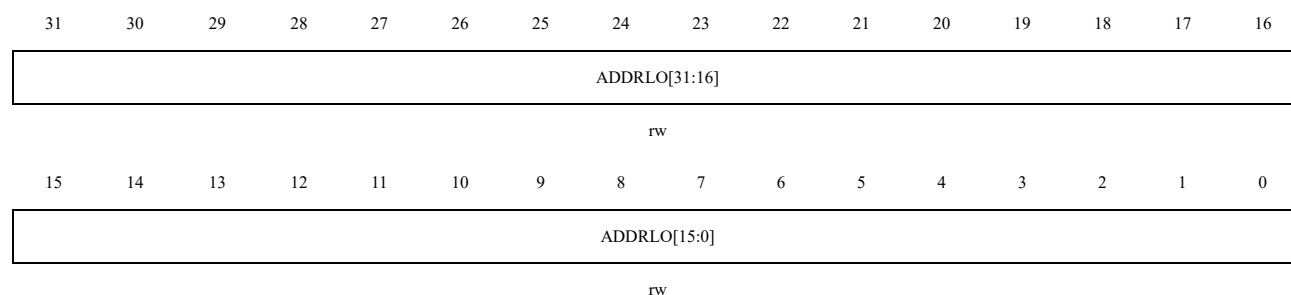 31 30 29 28 27 26 25 24 23 22 21 20 19 18 17 16
ADDRLO[31:16]
rw
15 14 13 12 11 10 9 8 7 6 5 4 3 2 1 0
ADDRLO[15:0]
rw